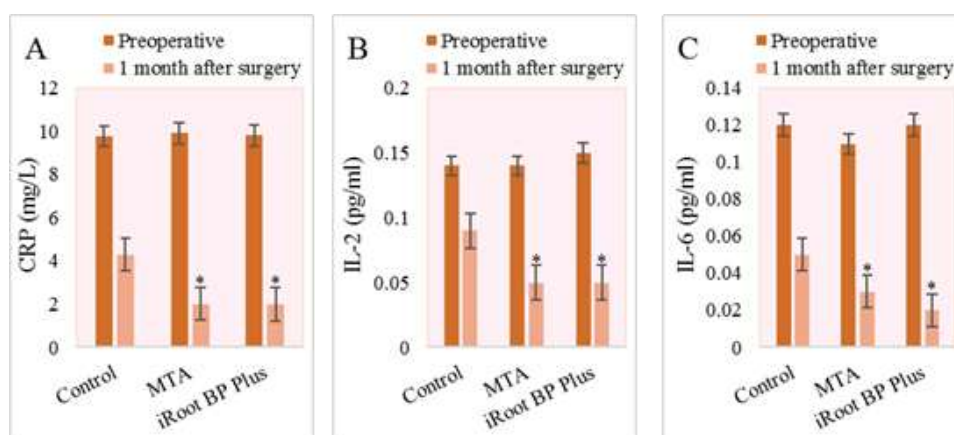 A
Preoperative
1 month after surgery
CRP (mg/L)
12
10
8
6
4
2
0
*
*
Control
MTA
iRoot BP Plus
B
Preoperative
1 month after surgery
IL-2 (pg/ml)
0.2
0.15
0.1
0.05
0
*
*
Control
MTA
iRoot BP Plus
C
Preoperative
1 month after surgery
IL-6 (pg/ml)
0.14
0.12
0.1
0.08
0.06
0.04
0.02
0
*
*
Control
MTA
iRoot BP Plus